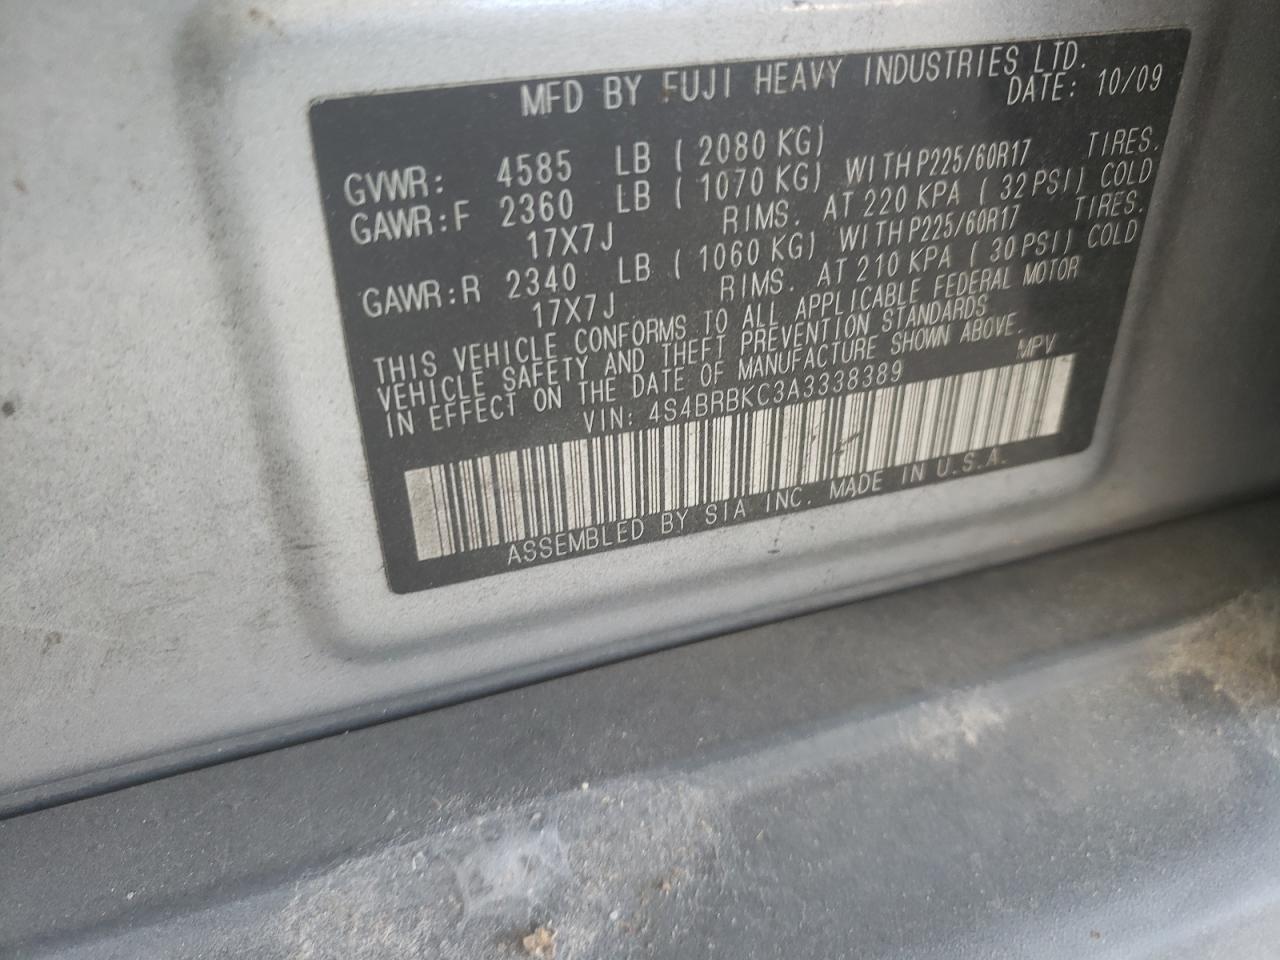 MFD BY FUJI HEAVY INDUSTRIES LTD.
DATE: 10/09
GVWR: 4585 LB ( 2080 KG)
GAWR:F 2360 LB ( 1070 KG) WITH P225/60R17 TIRES.
17X7J RIMS. AT 220 KPA ( 32 PSI) COLD
GAWR:R 2340 LB ( 1060 KG) WITH P225/60R17 TIRES.
17X7J RIMS. AT 210 KPA ( 30 PSI) COLD
THIS VEHICLE CONFORMS TO ALL APPLICABLE FEDERAL MOTOR
VEHICLE SAFETY AND THEFT PREVENTION STANDARDS
IN EFFECT ON THE DATE OF MANUFACTURE SHOWN ABOVE.
VIN: 4S4BRBKC3A3338389 MPV
ASSEMBLED BY SIA INC. MADE IN U.S.A.